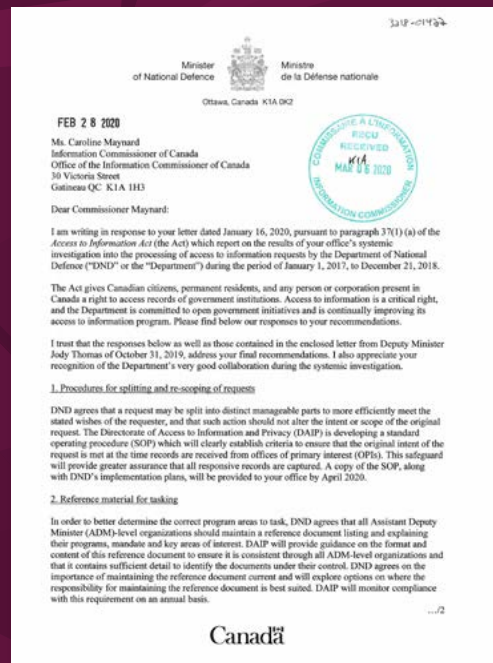 3218-01427
Minister
of National Defence
Ministre
de la Défense nationale
Ottawa, Canada K1A 0K2
FEB 28 2020
COMMISSAIRE À L'INFORMATION
REÇU
RECEIVED
MAR 06 2020
INFORMATION COMMISSIONER
Ms. Caroline Maynard
Information Commissioner of Canada
Office of the Information Commissioner of Canada
30 Victoria Street
Gatineau QC K1A 1H3
Dear Commissioner Maynard:
I am writing in response to your letter dated January 16, 2020, pursuant to paragraph 37(1) (a) of the
Access to Information Act (the Act) which report on the results of your office's systemic
investigation into the processing of access to information requests by the Department of National
Defence ("DND" or the "Department") during the period of January 1, 2017, to December 21, 2018.
The Act gives Canadian citizens, permanent residents, and any person or corporation present in
Canada a right to access records of government institutions. Access to information is a critical right,
and the Department is committed to open government initiatives and is continually improving its
access to information program. Please find below our responses to your recommendations.
I trust that the responses below as well as those contained in the enclosed letter from Deputy Minister
Jody Thomas of October 31, 2019, address your final recommendations. I also appreciate your
recognition of the Department's very good collaboration during the systemic investigation.
1. Procedures for splitting and re-scoping of requests
DND agrees that a request may be split into distinct manageable parts to more efficiently meet the
stated wishes of the requester, and that such action should not alter the intent or scope of the original
request. The Directorate of Access to Information and Privacy (DAIP) is developing a standard
operating procedure (SOP) which will clearly establish criteria to ensure that the original intent of the
request is met at the time records are received from offices of primary interest (OPIs). This safeguard
will provide greater assurance that all responsive records are captured. A copy of the SOP, along
with DND's implementation plans, will be provided to your office by April 2020.
2. Reference material for tasking
In order to better determine the correct program areas to task, DND agrees that all Assistant Deputy
Minister (ADM)-level organizations should maintain a reference document listing and explaining
their programs, mandate and key areas of interest. DAIP will provide guidance on the format and
content of this reference document to ensure it is consistent through all ADM-level organizations and
that it contains sufficient detail to identify the documents under their control. DND agrees on the
importance of maintaining the reference document current and will explore options on where the
responsibility for maintaining the reference document is best suited. DAIP will monitor compliance
with this requirement on an annual basis.
.../2
Canada